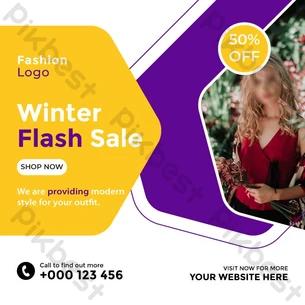 Fashion
Logo
50%
OFF
Winter
Flash Sale
SHOP NOW
We are providing modern
style for your outfit.
Call to find out more
+000 123 456
VISIT NOW FOR MORE
YOUR WEBSITE HERE
pikbest